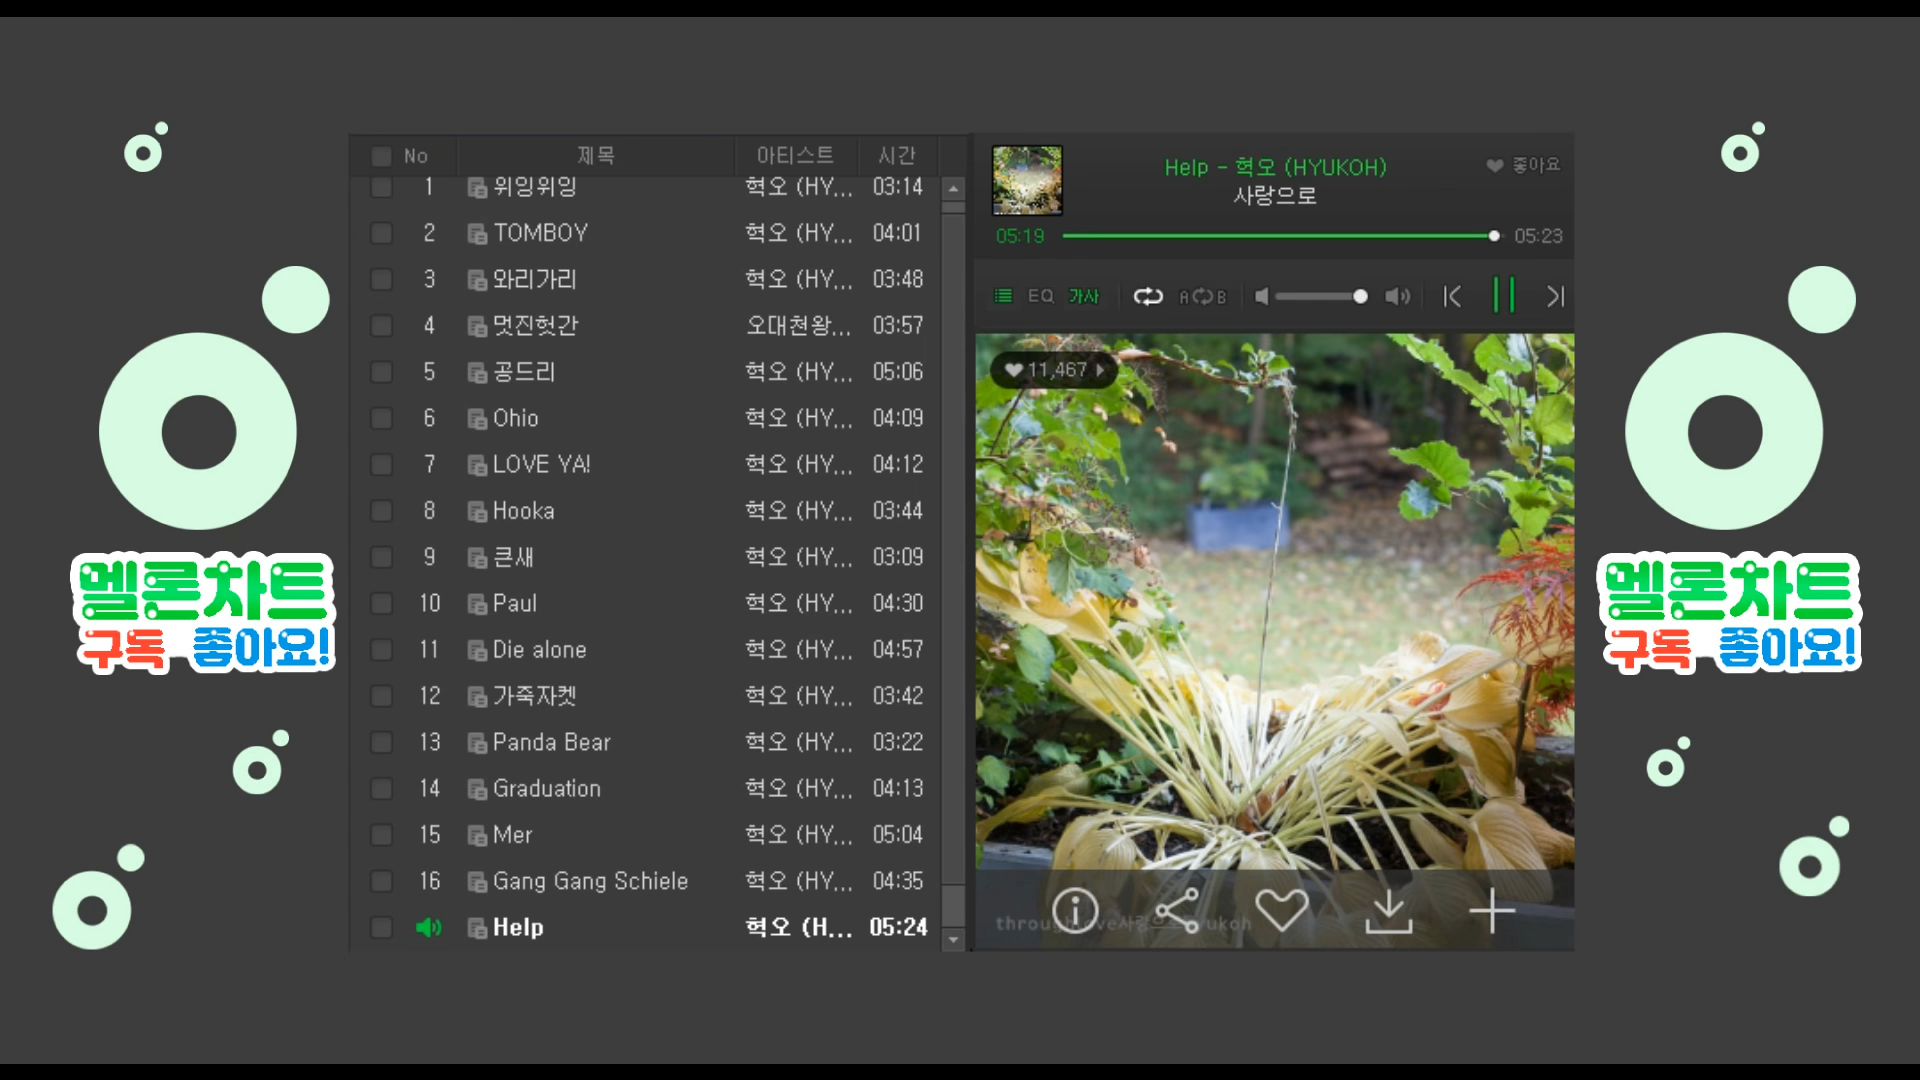 No 제목 아티스트 시간
1 위잉위잉 혁오 (HY... 03:14
2 TOMBOY 혁오 (HY... 04:01
3 와리가리 혁오 (HY... 03:48
4 멋진헛간 오대천왕... 03:57
5 공드리 혁오 (HY... 05:06
6 Ohio 혁오 (HY... 04:09
7 LOVE YA! 혁오 (HY... 04:12
8 Hooka 혁오 (HY... 03:44
9 큰새 혁오 (HY... 03:09
10 Paul 혁오 (HY... 04:30
11 Die alone 혁오 (HY... 04:57
12 가죽자켓 혁오 (HY... 03:42
13 Panda Bear 혁오 (HY... 03:22
14 Graduation 혁오 (HY... 04:13
15 Mer 혁오 (HY... 05:04
16 Gang Gang Schiele 혁오 (HY... 04:35
Help 혁오 (H... 05:24
Help - 혁오 (HYUKOH)
좋아요
사랑으로
05:19 05:23
EQ 가사 A B
11,467
멜론차트
구독 좋아요!
멜론차트
구독 좋아요!